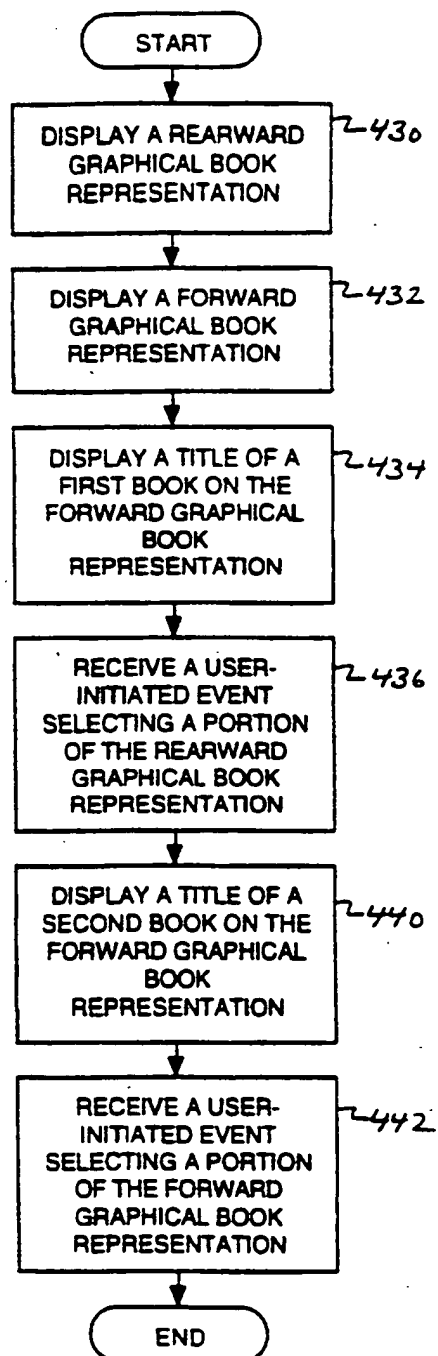 START
DISPLAY A REARWARD
GRAPHICAL BOOK
REPRESENTATION
430
DISPLAY A FORWARD
GRAPHICAL BOOK
REPRESENTATION
432
DISPLAY A TITLE OF A
FIRST BOOK ON THE
FORWARD GRAPHICAL
BOOK
REPRESENTATION
434
RECEIVE A USER-
INITIATED EVENT
SELECTING A PORTION
OF THE REARWARD
GRAPHICAL BOOK
REPRESENTATION
436
DISPLAY A TITLE OF A
SECOND BOOK ON THE
FORWARD GRAPHICAL
BOOK
REPRESENTATION
440
RECEIVE A USER-
INITIATED EVENT
SELECTING A PORTION
OF THE FORWARD
GRAPHICAL BOOK
REPRESENTATION
442
END